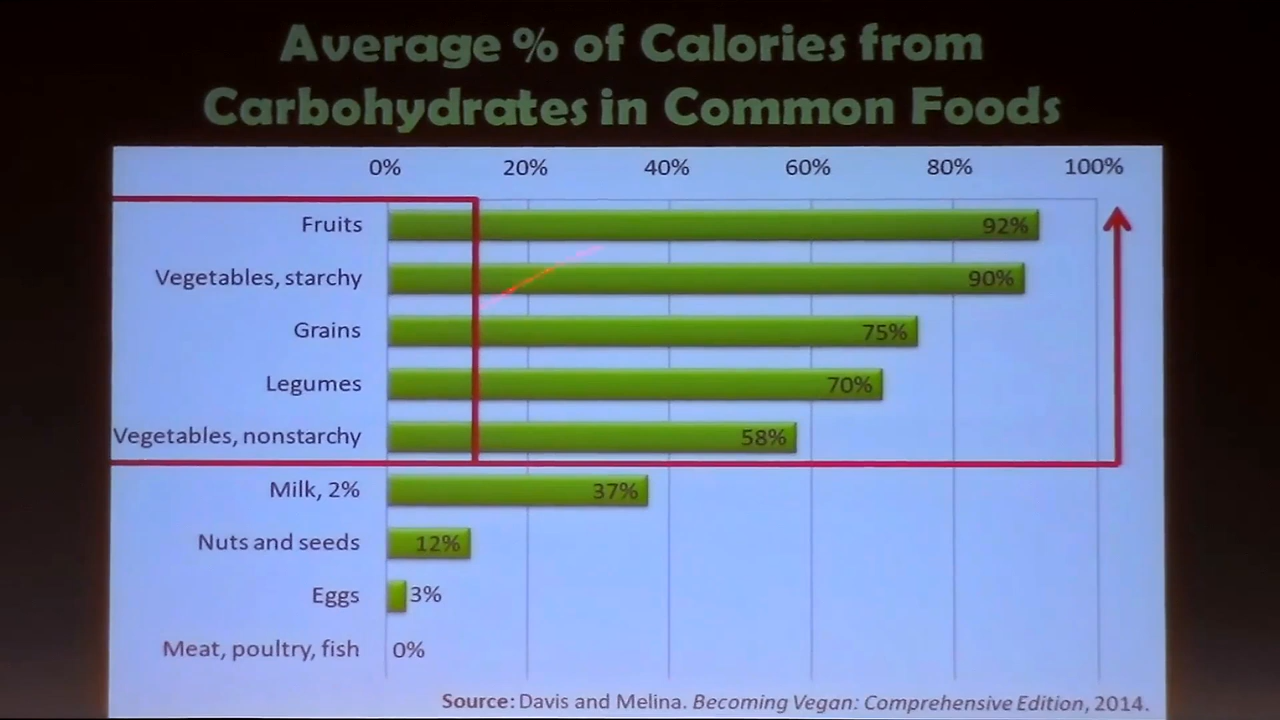 Average % of Calories from
Carbohydrates in Common Foods
0% 20% 40% 60% 80% 100%
Fruits 92%
Vegetables, starchy 90%
Grains 75%
Legumes 70%
Vegetables, nonstarchy 58%
Milk, 2% 37%
Nuts and seeds 12%
Eggs 3%
Meat, poultry, fish 0%
Source: Davis and Melina. Becoming Vegan: Comprehensive Edition, 2014.